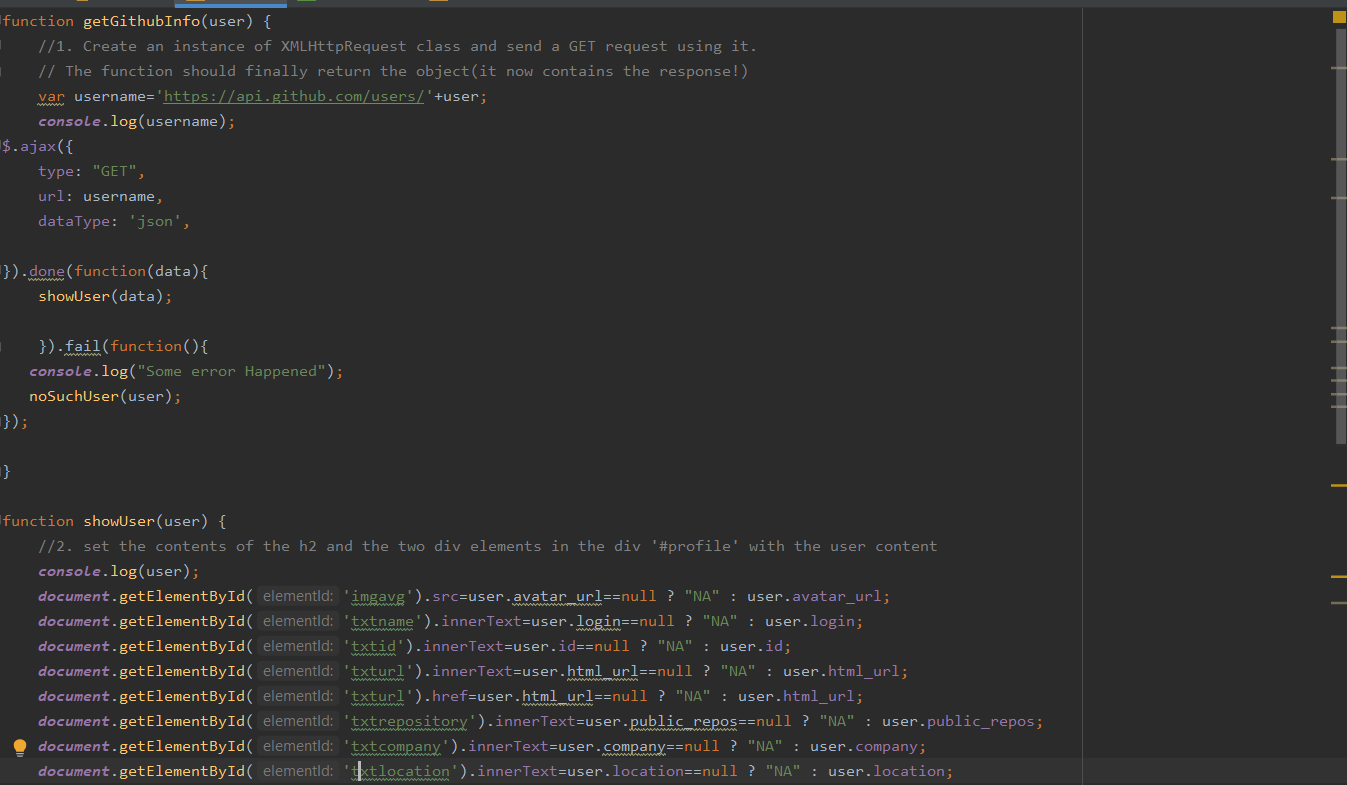 function getGithubInfo(user) {
//1. Create an instance of XMLHttpRequest class and send a GET request using it.
// The function should finally return the object(it now contains the response!)
var username='https://api.github.com/users/'+user;
console.log(username);
$.ajax({
type: "GET",
url: username,
dataType: 'json',
}).done(function(data){
showUser(data);
}).fail(function(){
console.log("Some error Happened");
noSuchUser(user);
});
}
function showUser(user) {
//2. set the contents of the h2 and the two div elements in the div '#profile' with the user content
console.log(user);
document.getElementById( elementId: 'imgavg').src=user.avatar_url==null ? "NA" : user.avatar_url;
document.getElementById( elementId: 'txtname').innerText=user.login==null ? "NA" : user.login;
document.getElementById( elementId: 'txtid').innerText=user.id==null ? "NA" : user.id;
document.getElementById( elementId: 'txturl').innerText=user.html_url==null ? "NA" : user.html_url;
document.getElementById( elementId: 'txturl').href=user.html_url==null ? "NA" : user.html_url;
document.getElementById( elementId: 'txtrepository').innerText=user.public_repos==null ? "NA" : user.public_repos;
document.getElementById( elementId: 'txtcompany').innerText=user.company==null ? "NA" : user.company;
document.getElementById( elementId: 'txtlocation').innerText=user.location==null ? "NA" : user.location;